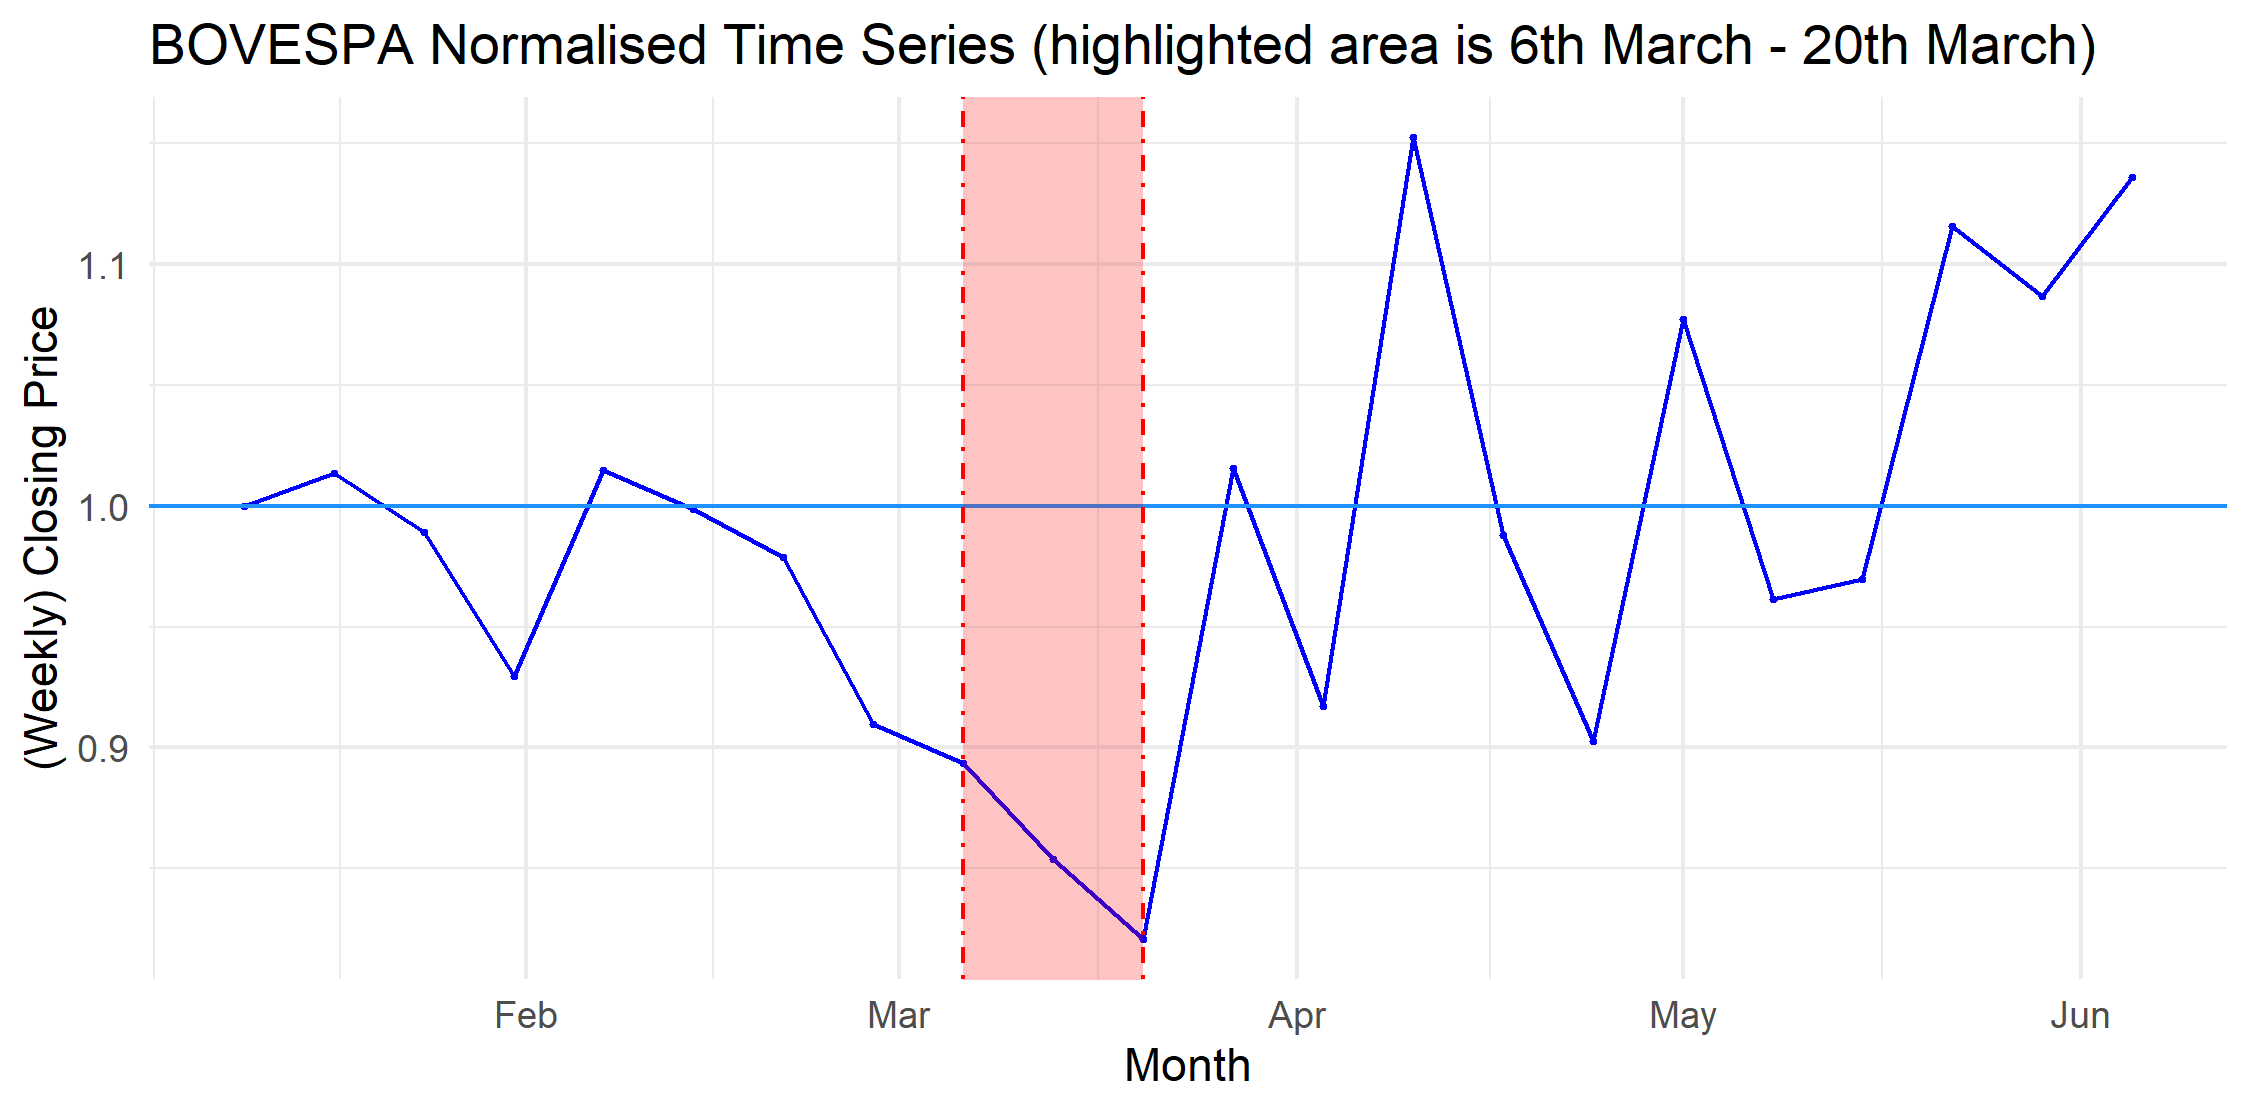 BOVESPA Normalised Time Series (highlighted area is 6th March - 20th March)
(Weekly) Closing Price
1.1
1.0
0.9
Feb
Mar
Apr
May
Jun
Month